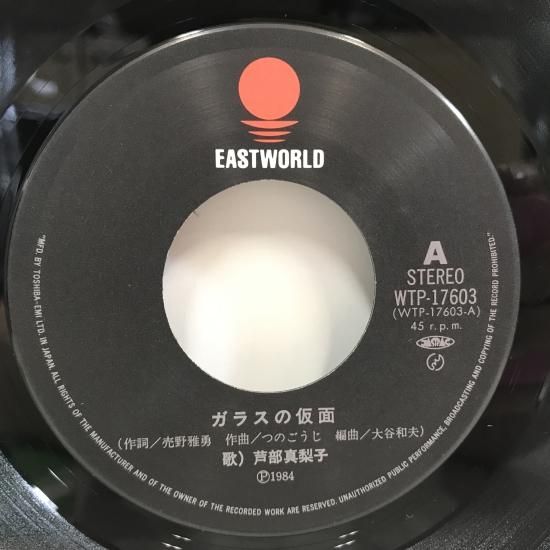 EASTWORLD
A
STEREO
WTP-17603
(WTP-17603-A)
45 r.p.m.
JASRAC
ガラスの仮面
(作詞/売野雅勇 作曲/つのごうじ 編曲/大谷和夫)
歌) 芦部真梨子
Ⓟ1984
"MFD. BY TOSHIBA-EMI LTD. IN JAPAN. ALL RIGHTS OF THE MANUFACTURER AND OF THE OWNER OF THE RECORDED WORK ARE RESERVED. UNAUTHORIZED PUBLIC PERFORMANCE, BROADCASTING AND COPYING OF THE RECORD PROHIBITED."